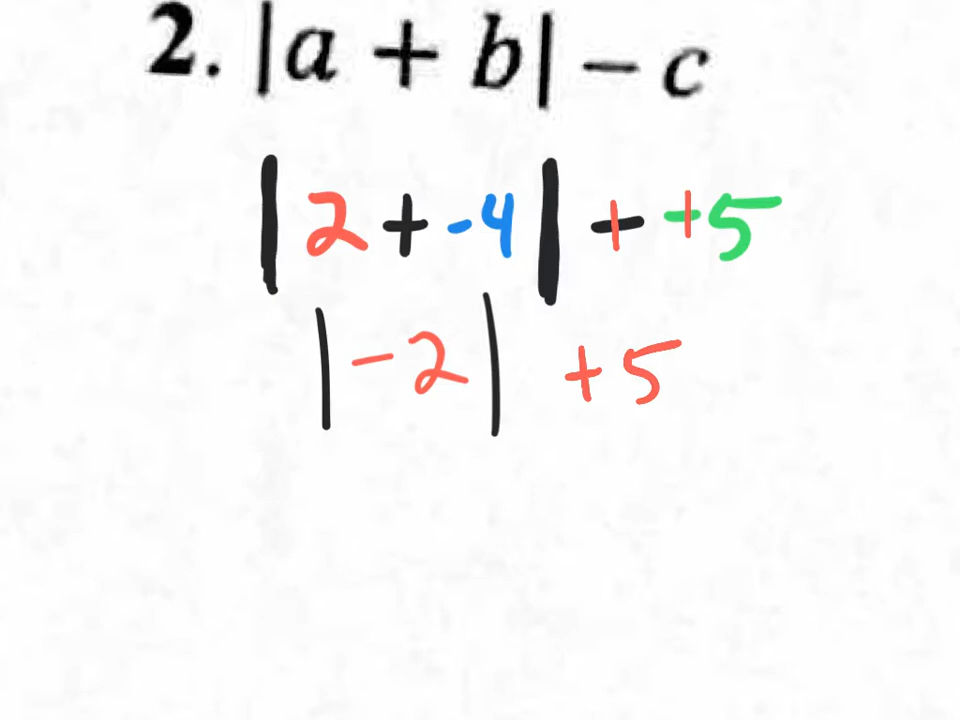 2. |a + b| − c
|2 + -4| + +5
|-2| +5